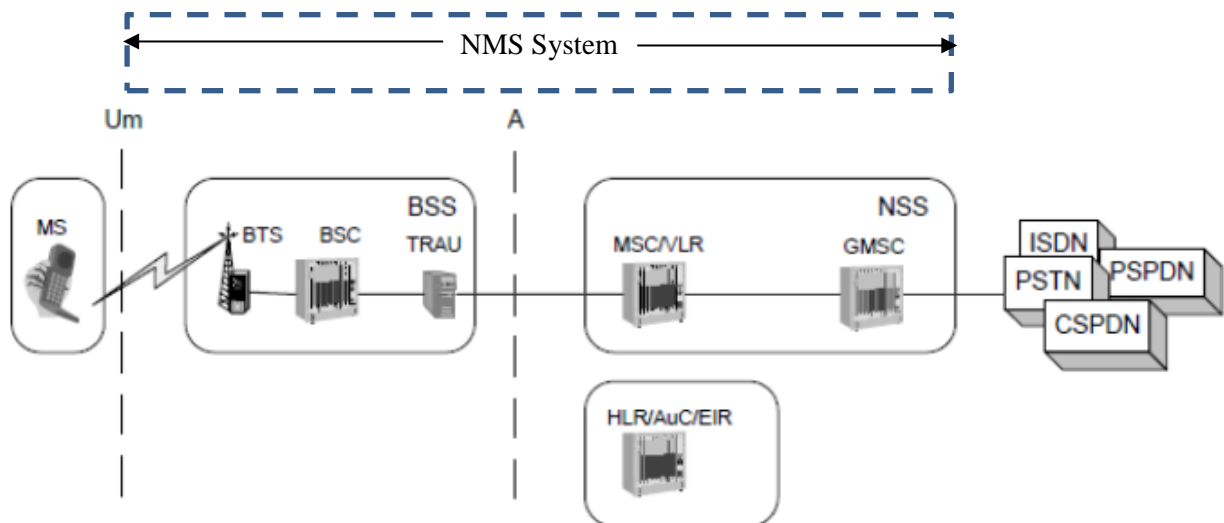 NMS System
Um
A
MS
BSS
BTS
BSC
TRAU
NSS
MSC/VLR
GMSC
ISDN
PSTN
PSPDN
CSPDN
HLR/AuC/EIR